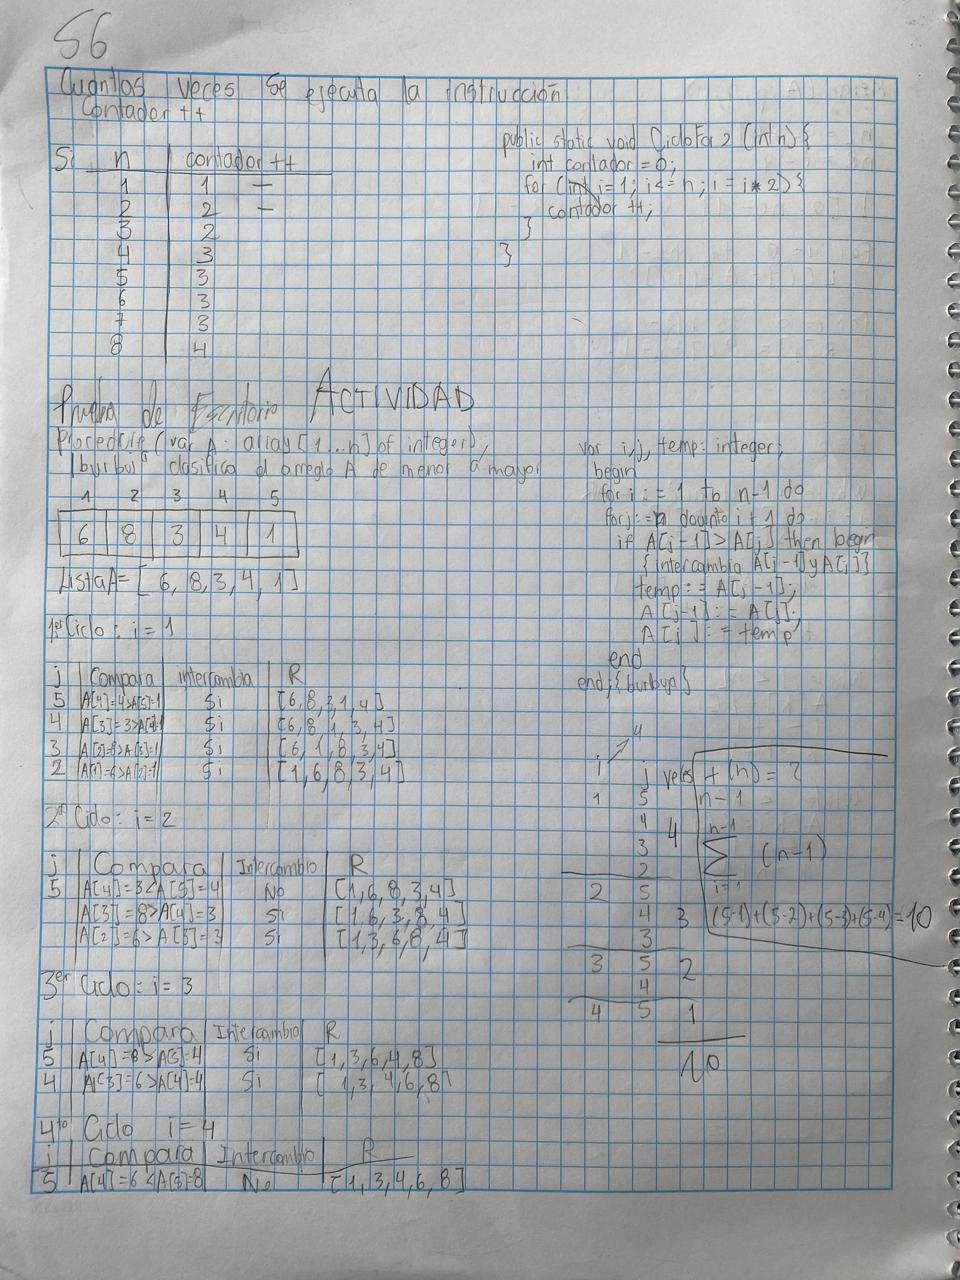 S6
Cuantas veces se ejecuta la instrucción
Contador ++
Si n contador ++
1 1 —
2 2 —
3 2
4 3
5 3
6 3
7 3
8 4
public static void CicloFor2 (int n) {
int contador = 0;
for (int i=1; i<=n; i = i*2) {
contador ++;
}
}
Prueba de Escritorio ACTIVIDAD
(var A: array [1...n] of integer),
clasifica el arreglo A de menor a mayor
1 2 3 4 5
6 8 3 4 1
Lista A = [6, 8, 3, 4, 1]
var i,j, temp: integer;
begin
for i := 1 to n-1 do
for j := n downto i + 1 do
if A[j-1] > A[j] then begin
{intercambia A[j-1] y A[j]}
temp := A[j-1];
A[j-1] := A[j];
A[j] := temp
end
end; {burbuja}
1er Ciclo: i = 1
j Compara intercambia R
5 A[4]=4>A[5]=1 Si [6,8,3,1,4]
4 A[3]=3>A[4]=1 Si [6,8,1,3,4]
3 A[2]=8>A[3]=1 Si [6,1,8,3,4]
2 A[1]=6>A[2]=1 Si [1,6,8,3,4]
2do Ciclo: i = 2
j Compara Intercambio R
5 A[4]=3<A[5]=4 No [1,6,8,3,4]
A[3]=8>A[4]=3 Si [1,6,3,8,4]
A[2]=6>A[3]=3 Si [1,3,6,8,4]
3er Ciclo: i = 3
j Compara Intercambio R
5 A[4]=8>A[5]=4 Si [1,3,6,4,8]
4 A[3]=6>A[4]=4 Si [1,3,4,6,8]
4to Ciclo i = 4
j Compara Intercambio R
5 A[4]=6<A[5]=8 No [1,3,4,6,8]
4
i j veces
1 5
4 4
3
2
2 5
4 3
3
3 5 2
4
4 5 1
10
t(n) = ?
n-1
n-1
∑ (n-1)
i=1
(5-1)+(5-2)+(5-3)+(5-4)=10